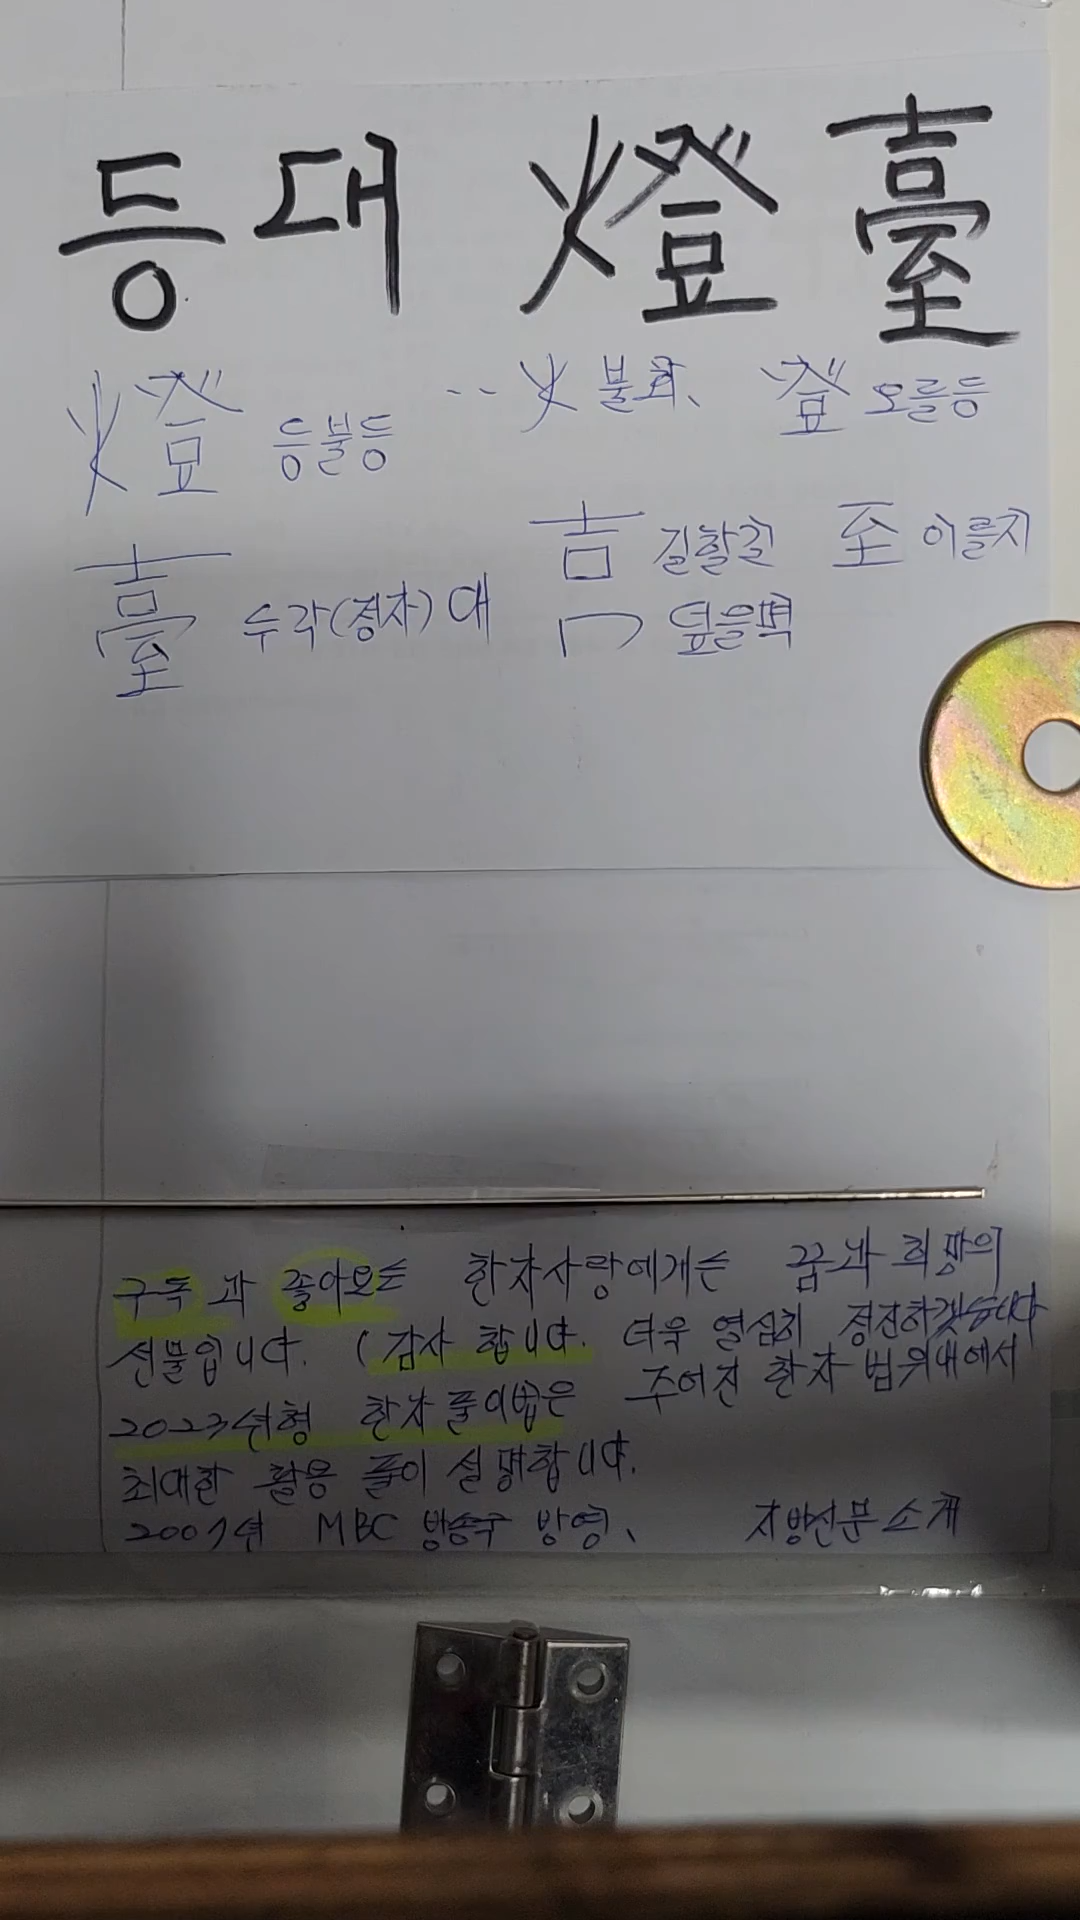 등대 燈臺
燈 등불등 -- 火 불화、 登 오를등
臺 누각(정자) 대 吉 길할길 至 이를지
冖 덮을멱
구독과 좋아요는 한자사랑에게는 꿈과 희망의
선물입니다. (감사 합니다. 더욱 열심히 정진하겟습니다
2023년형 한자 풀이법은 주어진 한자 범위내에서
최대한 활용 풀이 설명합니다.
2007년 MBC 방송국 방영、 지방신문소개